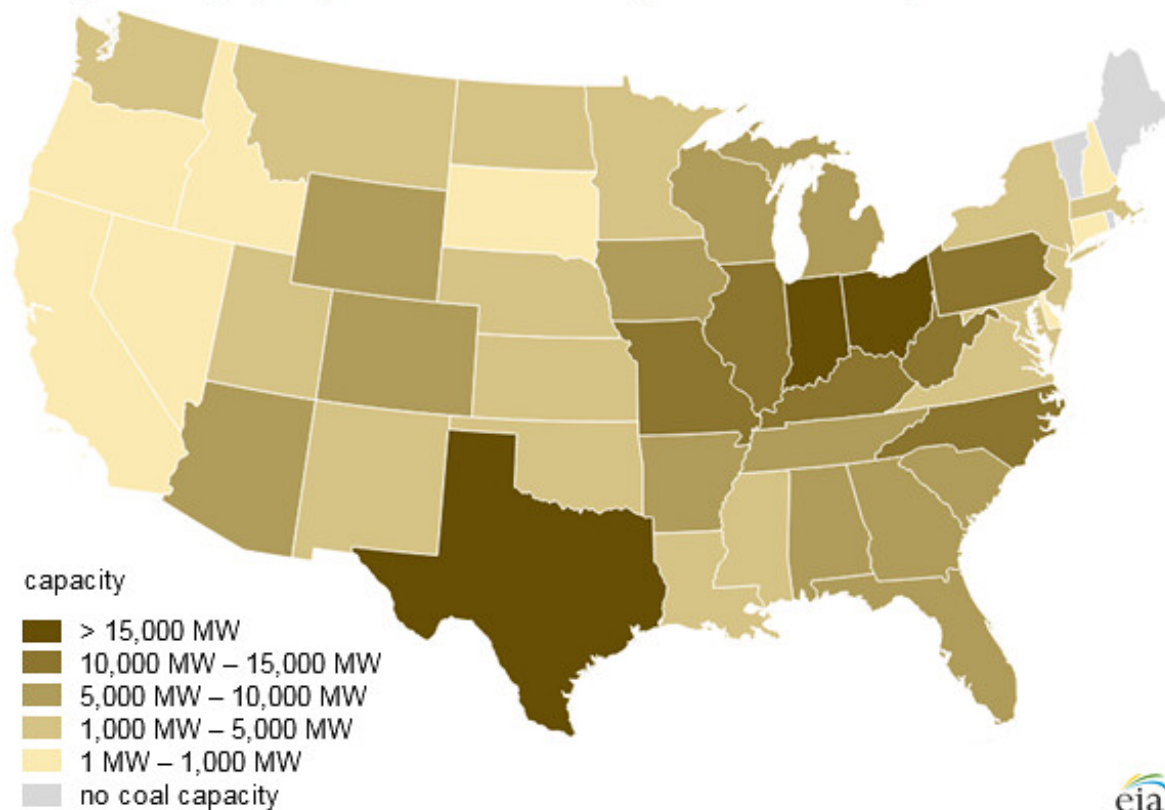 capacity
> 15,000 MW
10,000 MW – 15,000 MW
5,000 MW – 10,000 MW
1,000 MW – 5,000 MW
1 MW – 1,000 MW
no coal capacity
eia